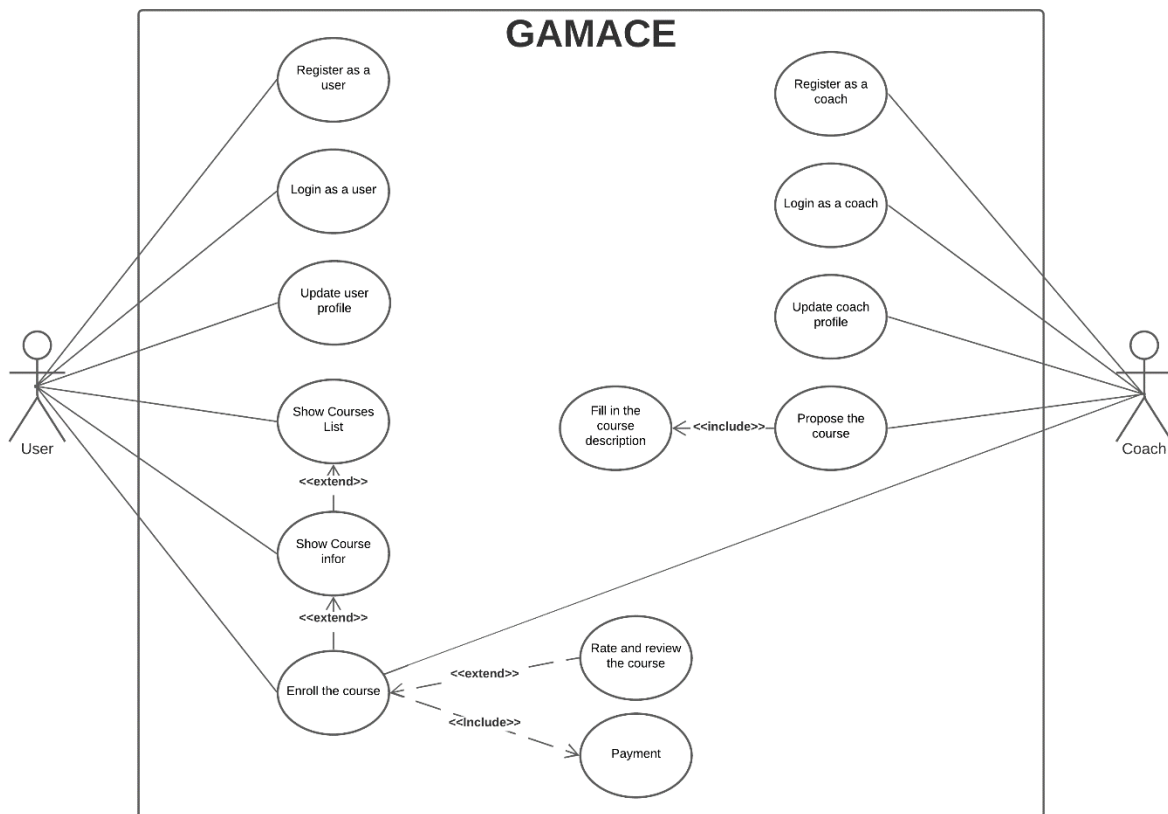 GAMACE
Register as a
user
Register as a
coach
Login as a user
Login as a coach
Update user
profile
Update coach
profile
User
Coach
Show Courses
List
Fill in the
course
description
<<include>>
Propose the
course
<<extend>>
Show Course
infor
<<extend>>
Enroll the course
<<extend>>
Rate and review
the course
<<Include>>
Payment